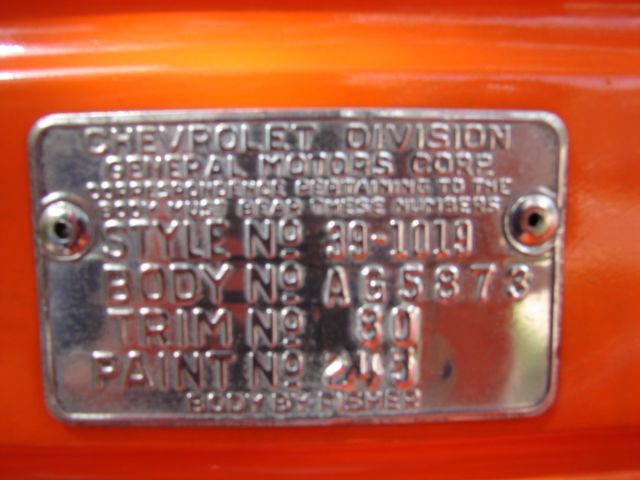 CHEVROLET DIVISION
GENERAL MOTORS CORP.
CORRESPONDENCE PERTAINING TO THE
BODY MUST BEAR THESE NUMBERS
STYLE No 39-1019
BODY No AG5873
TRIM No 80
PAINT No
BODY BY FISHER